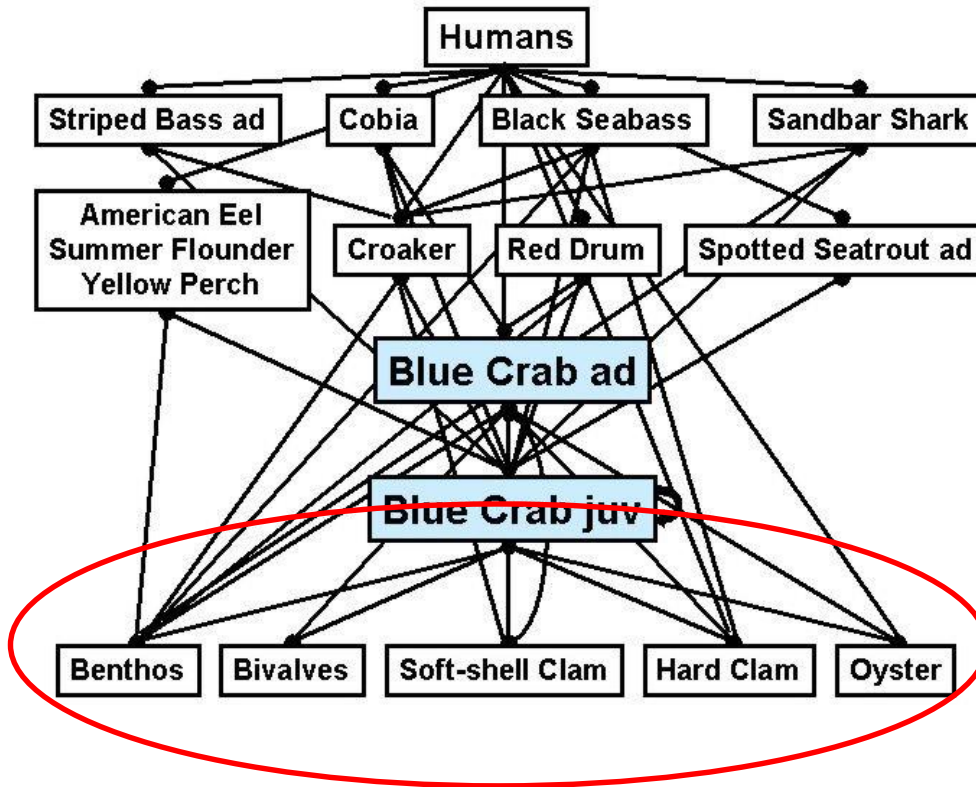 Humans
Striped Bass ad
Cobia
Black Seabass
Sandbar Shark
American Eel
Summer Flounder
Yellow Perch
Croaker
Red Drum
Spotted Seatrout ad
Blue Crab ad
Blue Crab juv
Benthos
Bivalves
Soft-shell Clam
Hard Clam
Oyster